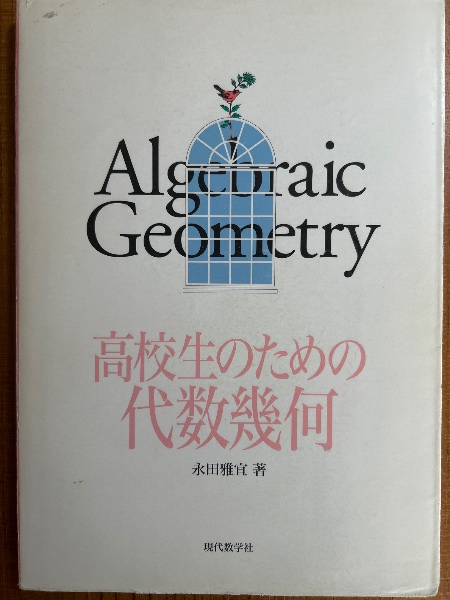 Algebraic
Geometry
高校生のための
代数幾何
永田雅宜 著
現代数学社